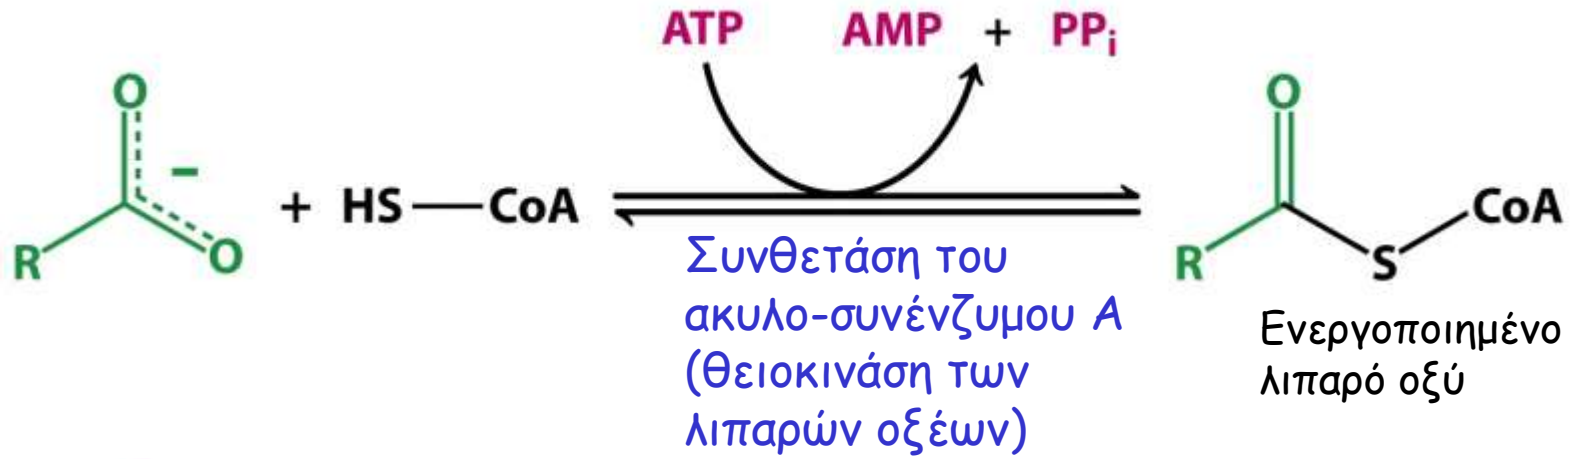 ATP AMP + PPi
O
−
R O + HS—CoA
O
R S CoA
Συνθετάση του
ακυλο-συνένζυμου Α
(θειοκινάση των
λιπαρών οξέων)
Ενεργοποιημένο
λιπαρό οξύ